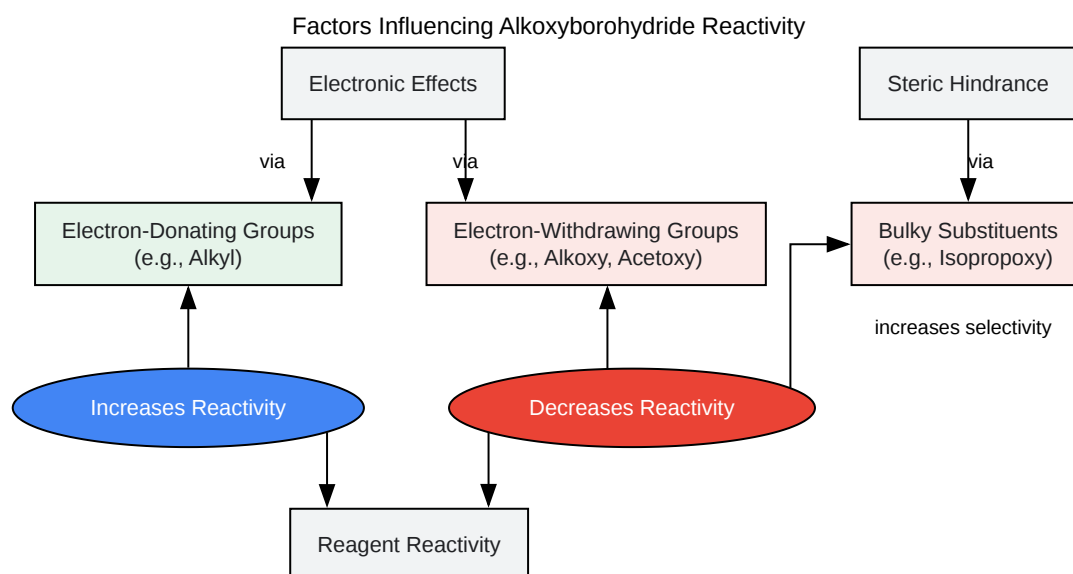 Factors Influencing Alkoxyborohydride Reactivity
Electronic Effects
Steric Hindrance
via
via
via
Electron-Donating Groups
(e.g., Alkyl)
Electron-Withdrawing Groups
(e.g., Alkoxy, Acetoxy)
Bulky Substituents
(e.g., Isopropoxy)
increases selectivity
Increases Reactivity
Decreases Reactivity
Reagent Reactivity